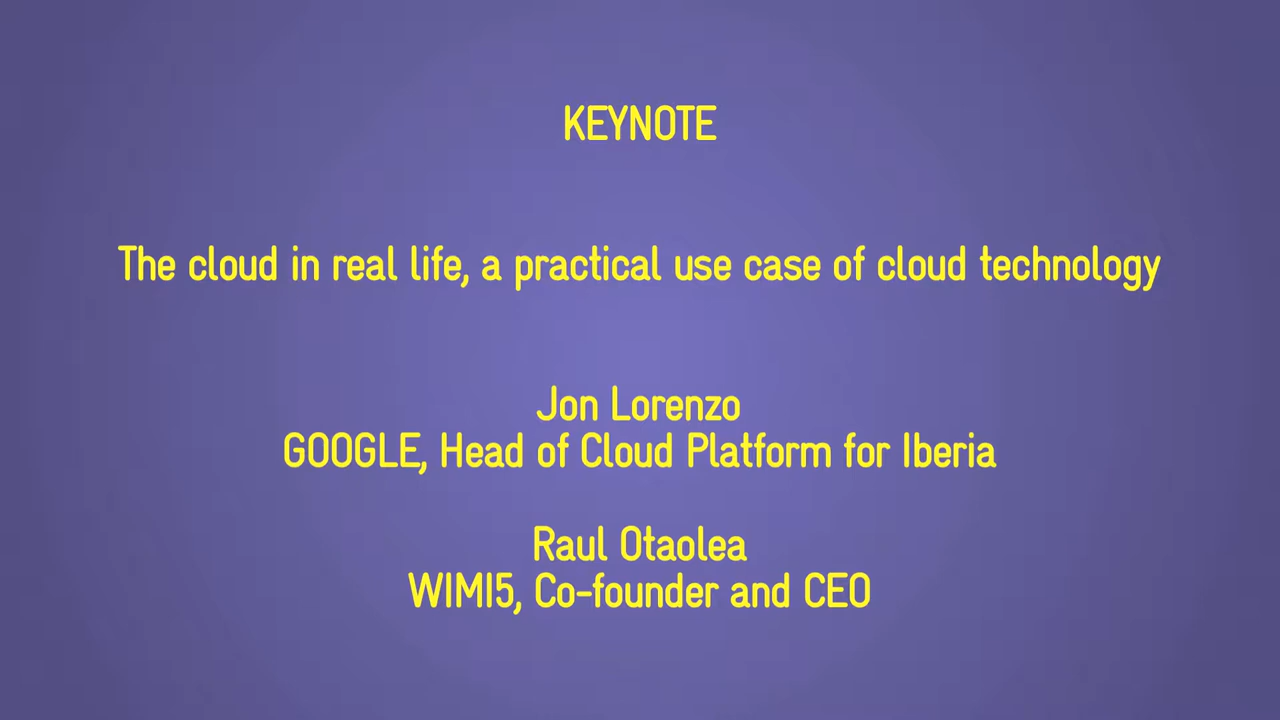 KEYNOTE
The cloud in real life, a practical use case of cloud technology
Jon Lorenzo
GOOGLE, Head of Cloud Platform for Iberia
Raul Otaolea
WIMI5, Co-founder and CEO